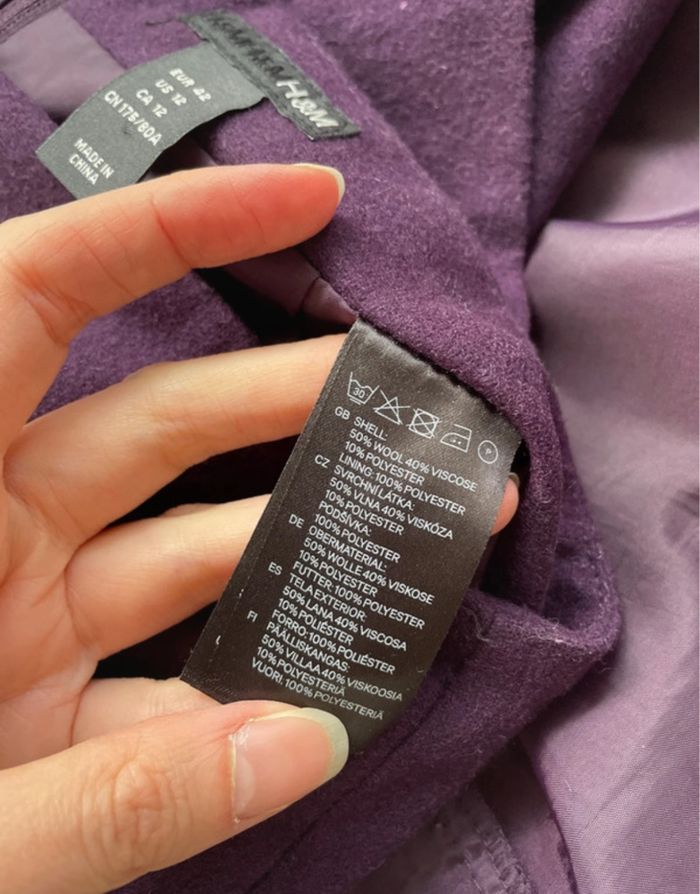 H&M
EUR 42
US 12
CA 12
CN 175/80A
MADE IN
CHINA
30
P
GB SHELL:
50% WOOL 40% VISCOSE
10% POLYESTER
LINING: 100% POLYESTER
CZ SVRCHNÍ LÁTKA:
50% VLNA 40% VISKÓZA
10% POLYESTER
PODŠÍVKA:
100% POLYESTER
DE OBERMATERIAL:
50% WOLLE 40% VISKOSE
10% POLYESTER
FUTTER: 100% POLYESTER
ES TELA EXTERIOR:
50% LANA 40% VISCOSA
10% POLIÉSTER
FORRO: 100% POLIÉSTER
FI PÄÄLLIKANGAS:
50% VILLAA 40% VISKOOSIA
10% POLYESTERIÄ
VUORI: 100% POLYESTERIÄ